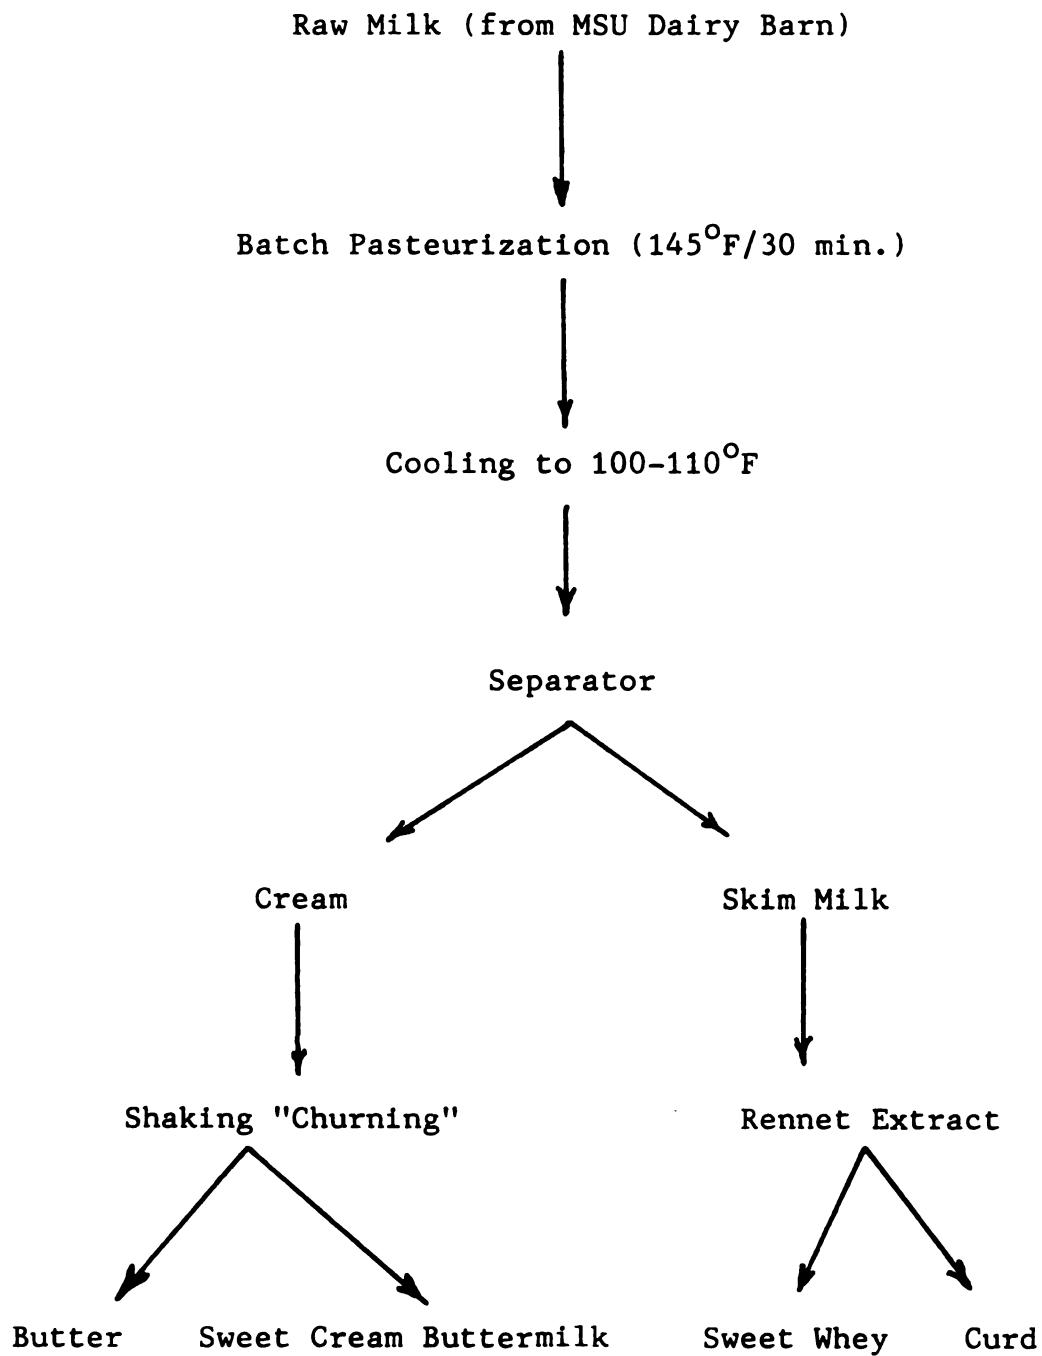 Raw Milk (from MSU Dairy Barn)
Batch Pasteurization (145°F/30 min.)
Cooling to 100-110°F
Separator
Cream Skim Milk
Shaking "Churning" Rennet Extract
Butter Sweet Cream Buttermilk Sweet Whey Curd